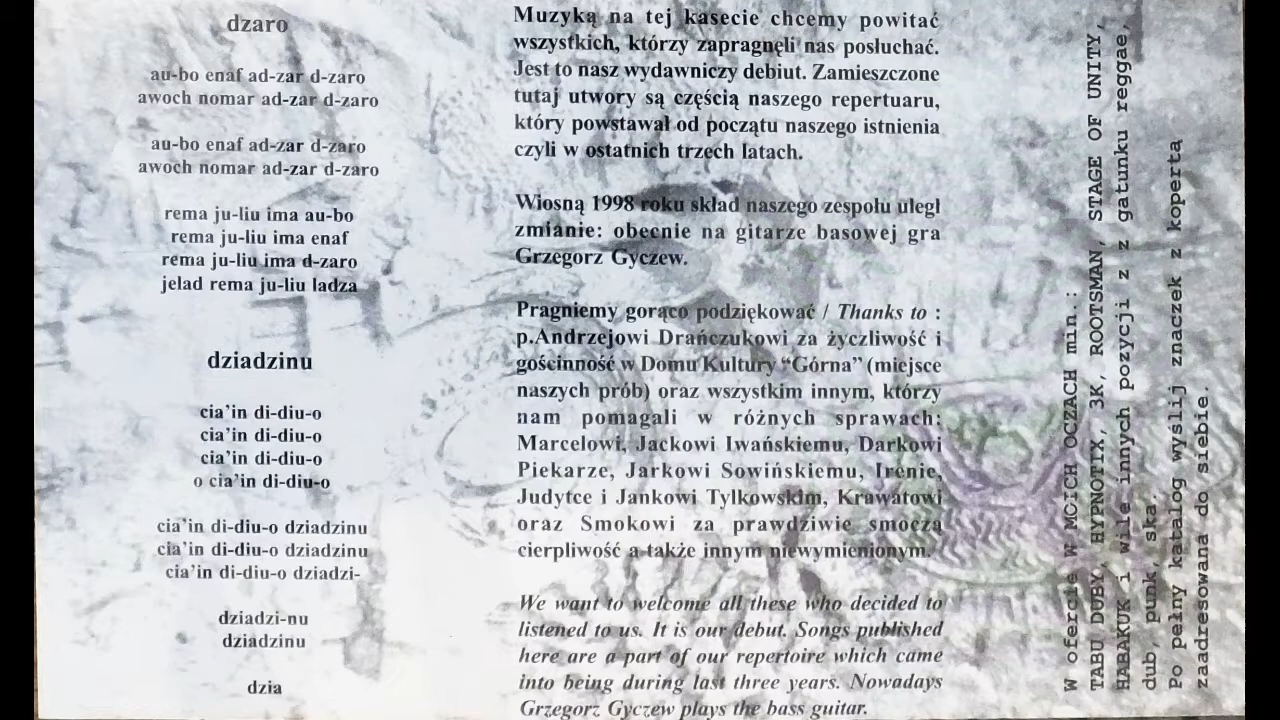 dzaro
au-bo enaf ad-zar d-zaro
awoch nomar ad-zar d-zaro
au-bo enaf ad-zar d-zaro
awoch nomar ad-zar d-zaro
rema ju-liu ima au-bo
rema ju-liu ima enaf
rema ju-liu ima d-zaro
jelad rema ju-liu ladza
dziadzinu
cia'in di-diu-o
cia'in di-diu-o
cia'in di-diu-o
o cia'in di-diu-o
cia'in di-diu-o dziadzinu
cia'in di-diu-o dziadzinu
cia'in di-diu-o dziadzi-
dziadzi-nu
dziadzinu
dzia
Muzyką na tej kasecie chcemy powitać
wszystkich, którzy zapragnęli nas posłuchać.
Jest to nasz wydawniczy debiut. Zamieszczone
tutaj utwory są częścią naszego repertuaru,
który powstawał od początu naszego istnienia
czyli w ostatnich trzech latach.
Wiosną 1998 roku skład naszego zespołu uległ
zmianie: obecnie na gitarze basowej gra
Grzegorz Gyczew.
Pragniemy gorąco podziękować / Thanks to :
p.Andrzejowi Drańczukowi za życzliwość i
gościnność w Domu Kultury “Górna” (miejsce
naszych prób) oraz wszystkim innym, którzy
nam pomagali w różnych sprawach:
Marcelowi, Jackowi Iwańskiemu, Darkowi
Piekarze, Jarkowi Sowińskiemu, Irenie,
Judytce i Jankowi Tylkowskim, Krawatowi
oraz Smokowi za prawdziwie smoczą
cierpliwość a także innym niewymienionym.
We want to welcome all these who decided to
listened to us. It is our debut. Songs published
here are a part of our repertoire which came
into being during last three years. Nowadays
Grzegorz Gyczew plays the bass guitar.
W ofercie W MOICH OCZACH min.:
TABU DUBY, HYPNOTIX, 3K, ROOTSMAN, STAGE OF UNITY,
HABAKUK i wile innych pozycji z z gatunku reggae,
dub, punk, ska.
Po pełny katalog wyślij znaczek z kopertą
zaadresowaną do siebie.